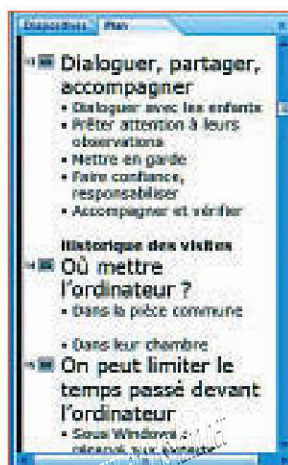 Diapositives Plan
Dialoguer, partager,
accompagner
• Dialoguer avec les enfants
• Prêter attention à leurs
observations
• Mettre en garde
• Faire confiance,
responsabiliser
• Accompagner et vérifier
Historique des visites
Où mettre
l'ordinateur ?
• Dans la pièce commune
• Dans leur chambre
On peut limiter le
temps passé devant
l'ordinateur
• Sous Windows :